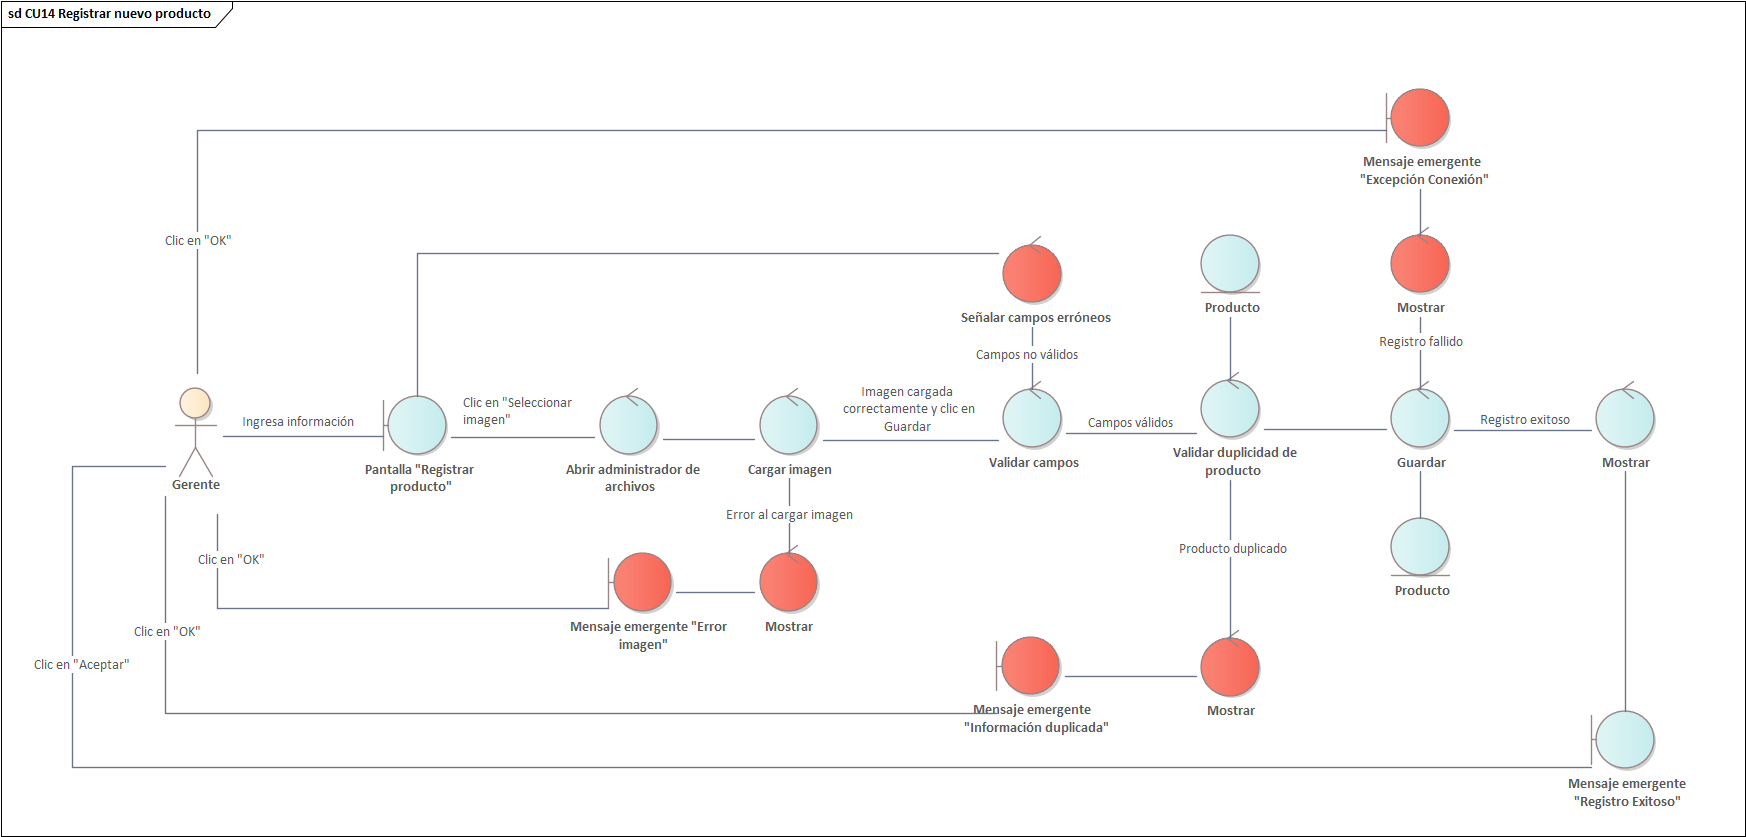 sd CU14 Registrar nuevo producto
Mensaje emergente
"Excepción Conexión"
Clic en "OK"
Producto
Mostrar
Señalar campos erróneos
Registro fallido
Campos no válidos
Ingresa información
Clic en "Seleccionar
imagen"
Imagen cargada
correctamente y clic en
Guardar
Campos válidos
Registro exitoso
Gerente
Pantalla "Registrar
producto"
Abrir administrador de
archivos
Cargar imagen
Validar campos
Validar duplicidad de
producto
Guardar
Mostrar
Error al cargar imagen
Clic en "OK"
Producto duplicado
Producto
Mensaje emergente "Error
imagen"
Mostrar
Clic en "OK"
Clic en "Aceptar"
Mensaje emergente
"Información duplicada"
Mostrar
Mensaje emergente
"Registro Exitoso"